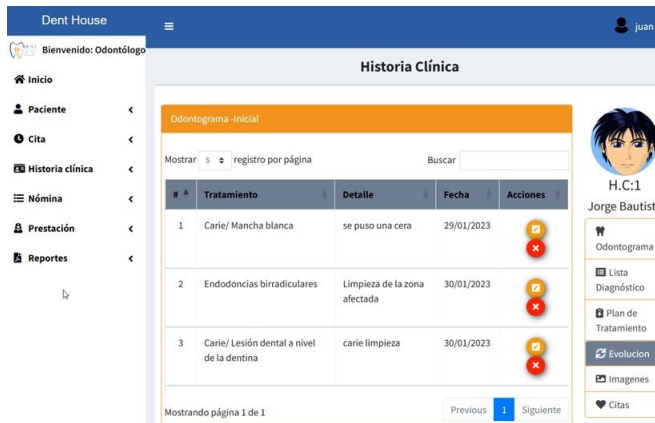 Dent House
juan
Bienvenido: Odontólogo
Historia Clínica
Inicio
Paciente
Cita
Historia clínica
Nómina
Prestación
Reportes
Odontograma -Inicial
Mostrar 5 registro por página
Buscar
# Tratamiento Detalle Fecha Acciones
1 Carie/ Mancha blanca se puso una cera 29/01/2023
2 Endodoncias birradiculares Limpieza de la zona
afectada 30/01/2023
3 Carie/ Lesión dental a nivel
de la dentina carie limpieza 30/01/2023
Mostrando página 1 de 1
Previous 1 Siguiente
H.C:1
Jorge Bautist
Odontograma
Lista
Diagnóstico
Plan de
Tratamiento
Evolucion
Imagenes
Citas